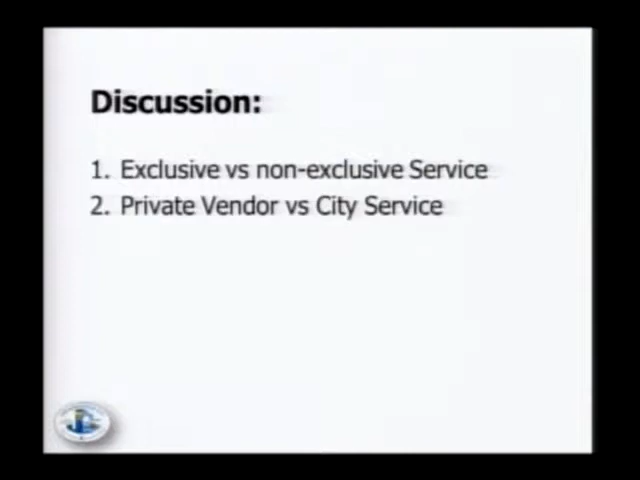 Discussion:
1. Exclusive vs non-exclusive Service
2. Private Vendor vs City Service